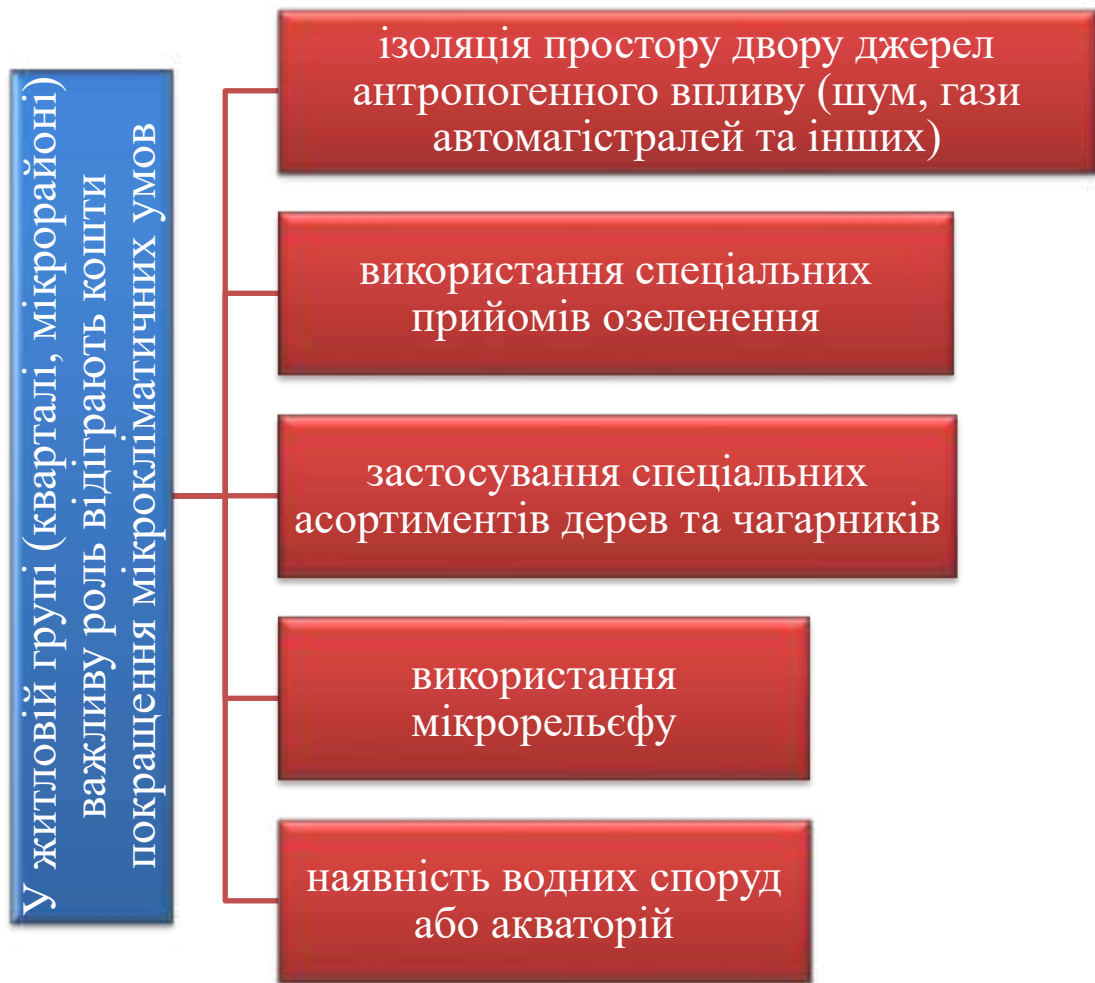 У житловій групі (кварталі, мікрорайоні)
важливу роль відіграють кошти
покращення мікрокліматичних умов
ізоляція простору двору джерел
антропогенного впливу (шум, гази
автомагістралей та інших)
використання спеціальних
прийомів озеленення
застосування спеціальних
асортиментів дерев та чагарників
використання
мікрорельєфу
наявність водних споруд
або акваторій